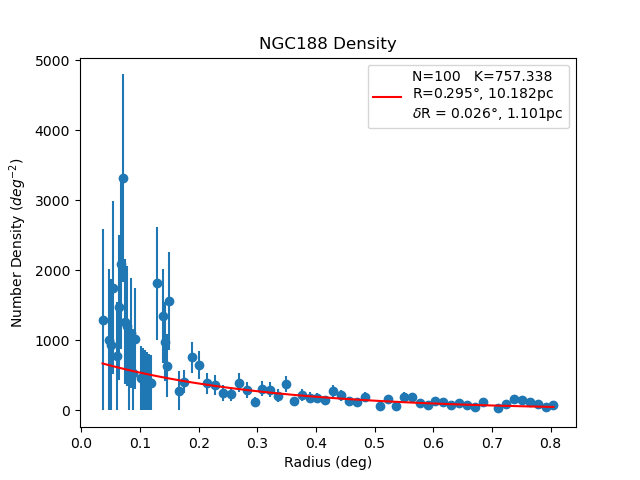 NGC188 Density
N=100   K=757.338
R=0.295°, 10.182pc
δR = 0.026°, 1.101pc
Number Density (deg⁻²)
5000
4000
3000
2000
1000
0
0.0 0.1 0.2 0.3 0.4 0.5 0.6 0.7 0.8
Radius (deg)